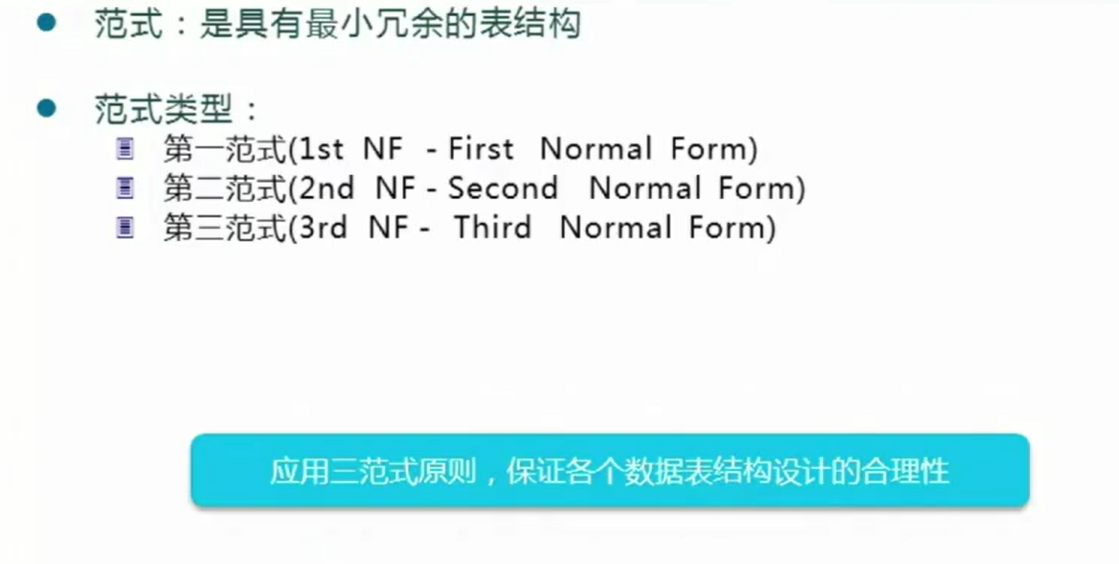 范式：是具有最小冗余的表结构
范式类型：
第一范式(1st NF - First Normal Form)
第二范式(2nd NF - Second Normal Form)
第三范式(3rd NF - Third Normal Form)
应用三范式原则，保证各个数据表结构设计的合理性